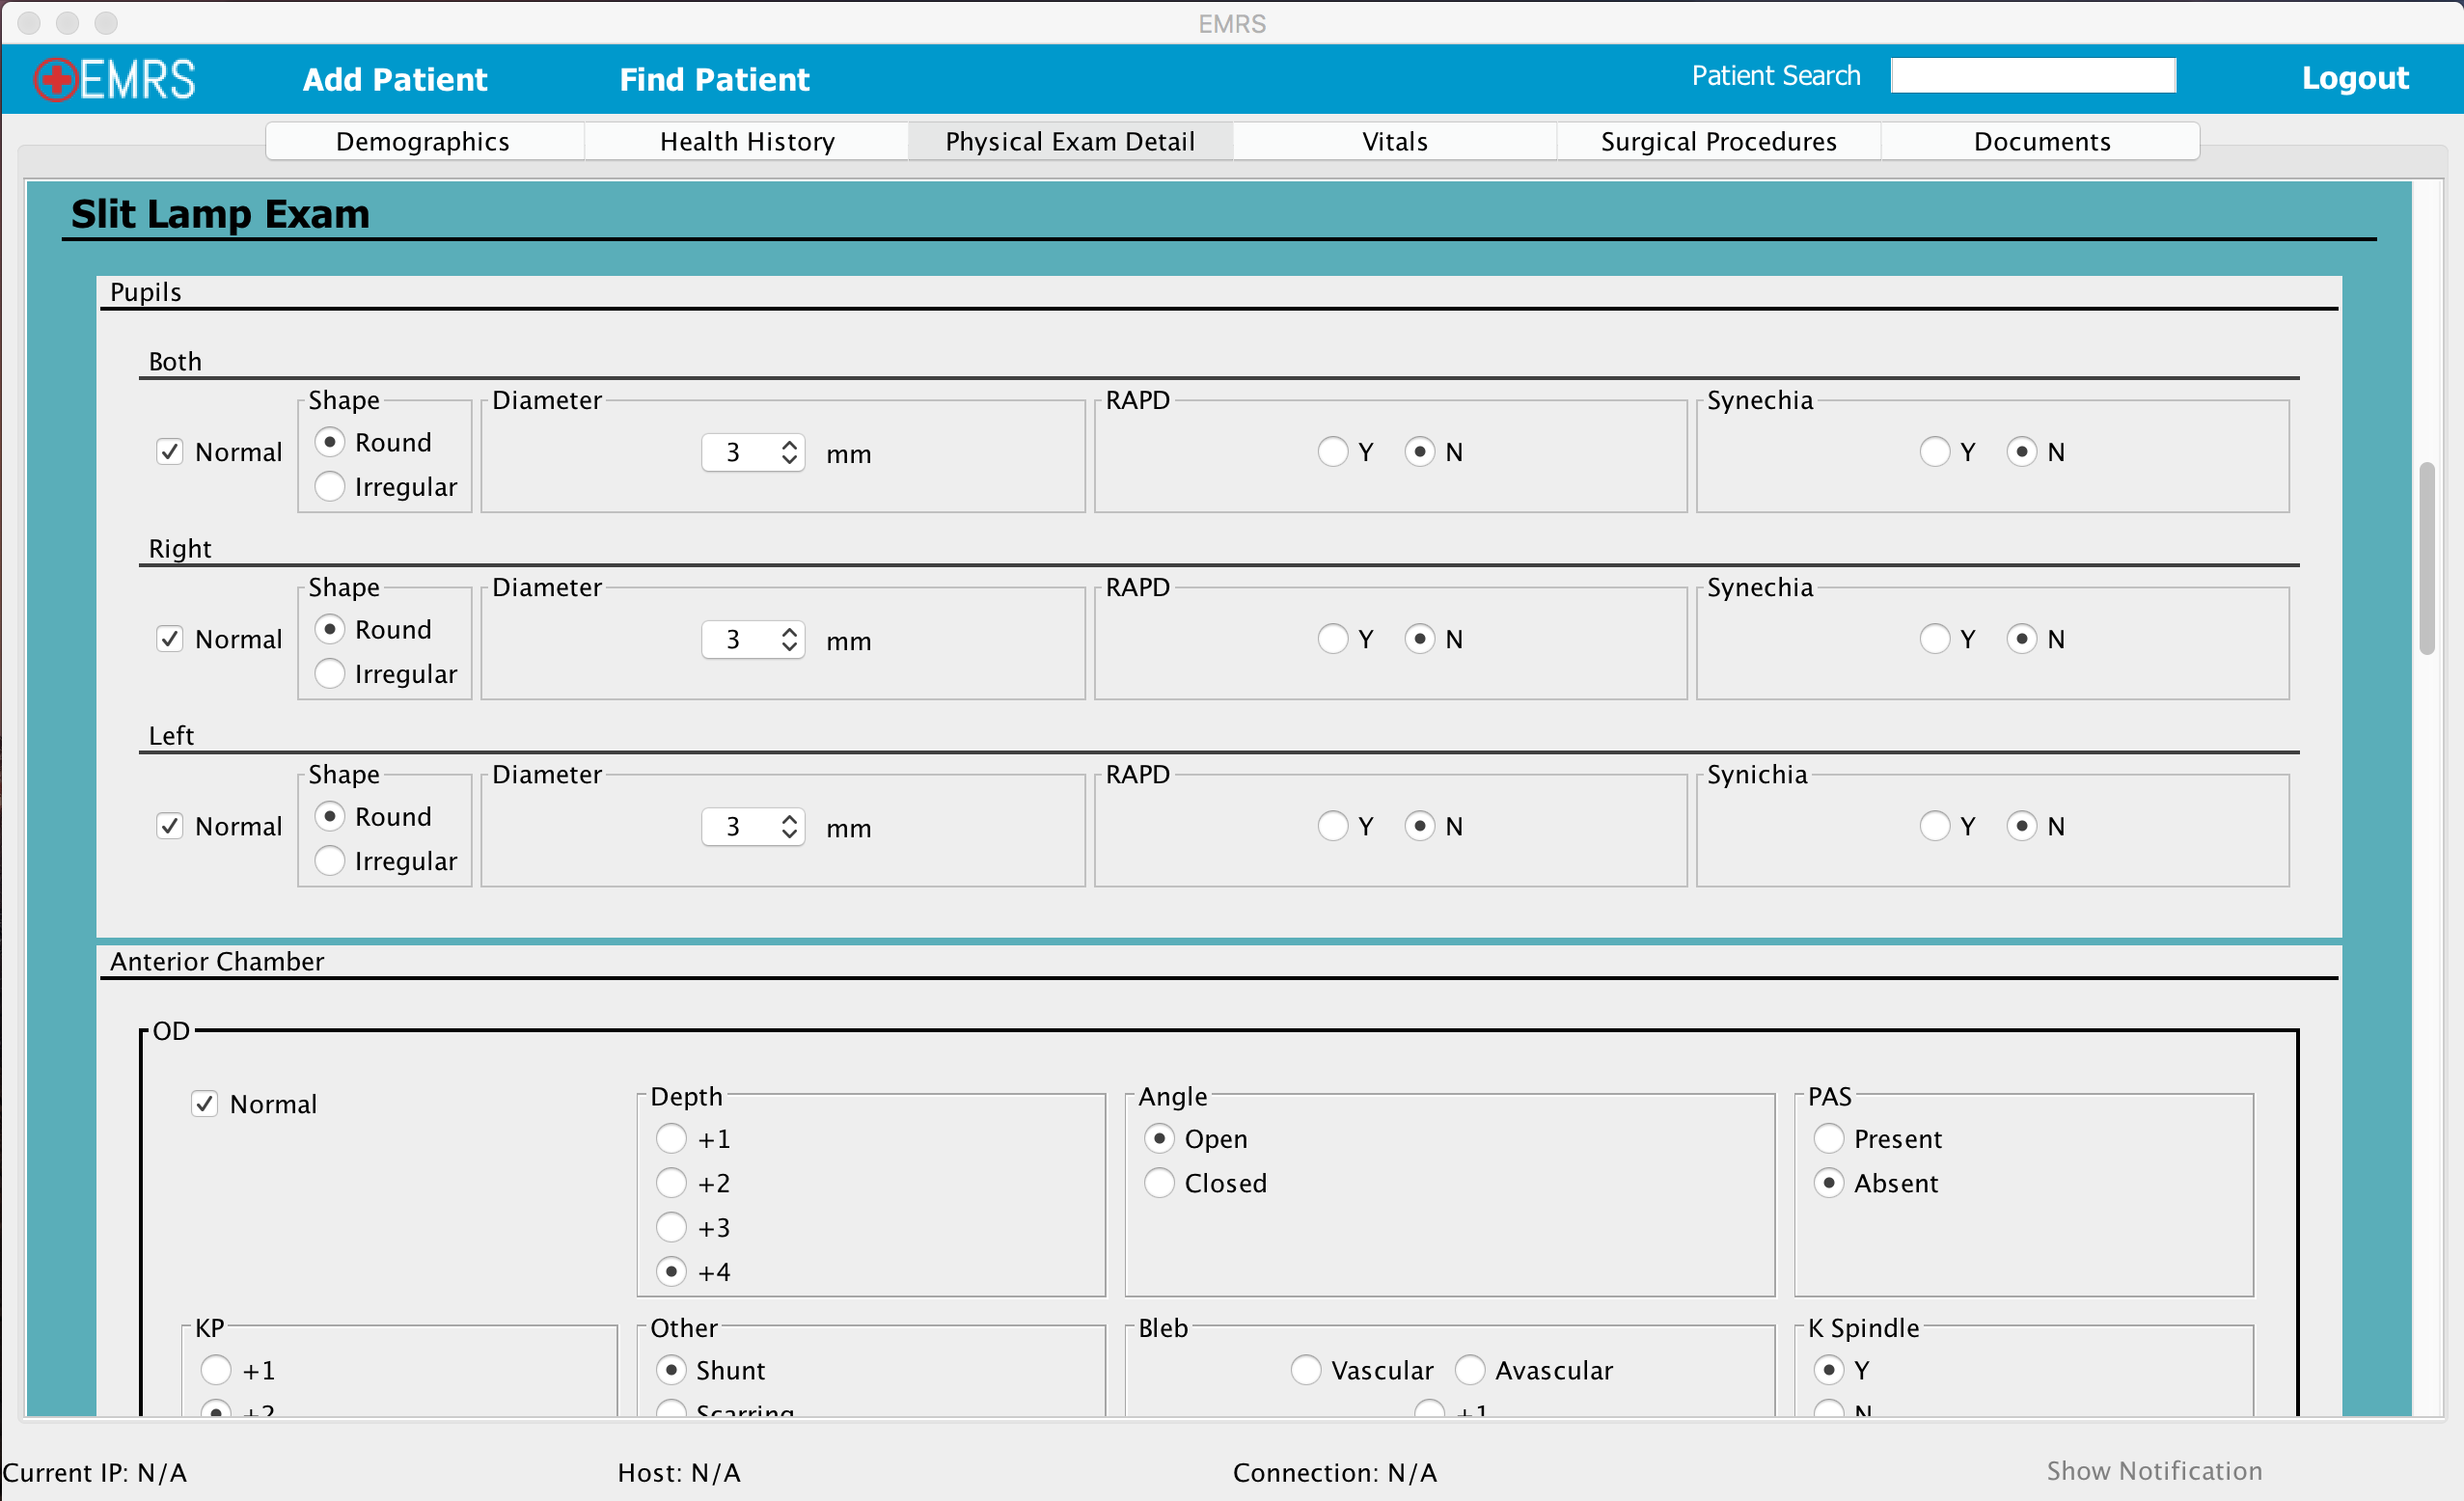 EMRS
EMRS Add Patient Find Patient Patient Search Logout
Demographics Health History Physical Exam Detail Vitals Surgical Procedures Documents
Slit Lamp Exam
Pupils
Both
Shape Diameter RAPD Synechia
Normal Round 3 mm Y N Y N
Irregular
Right
Shape Diameter RAPD Synechia
Normal Round 3 mm Y N Y N
Irregular
Left
Shape Diameter RAPD Synichia
Normal Round 3 mm Y N Y N
Irregular
Anterior Chamber
OD
Normal Depth Angle PAS
+1 Open Present
+2 Closed Absent
+3
+4
KP Other Bleb K Spindle
+1 Shunt Vascular Avascular Y
+2 Scarring +1 N
Current IP: N/A Host: N/A Connection: N/A Show Notification